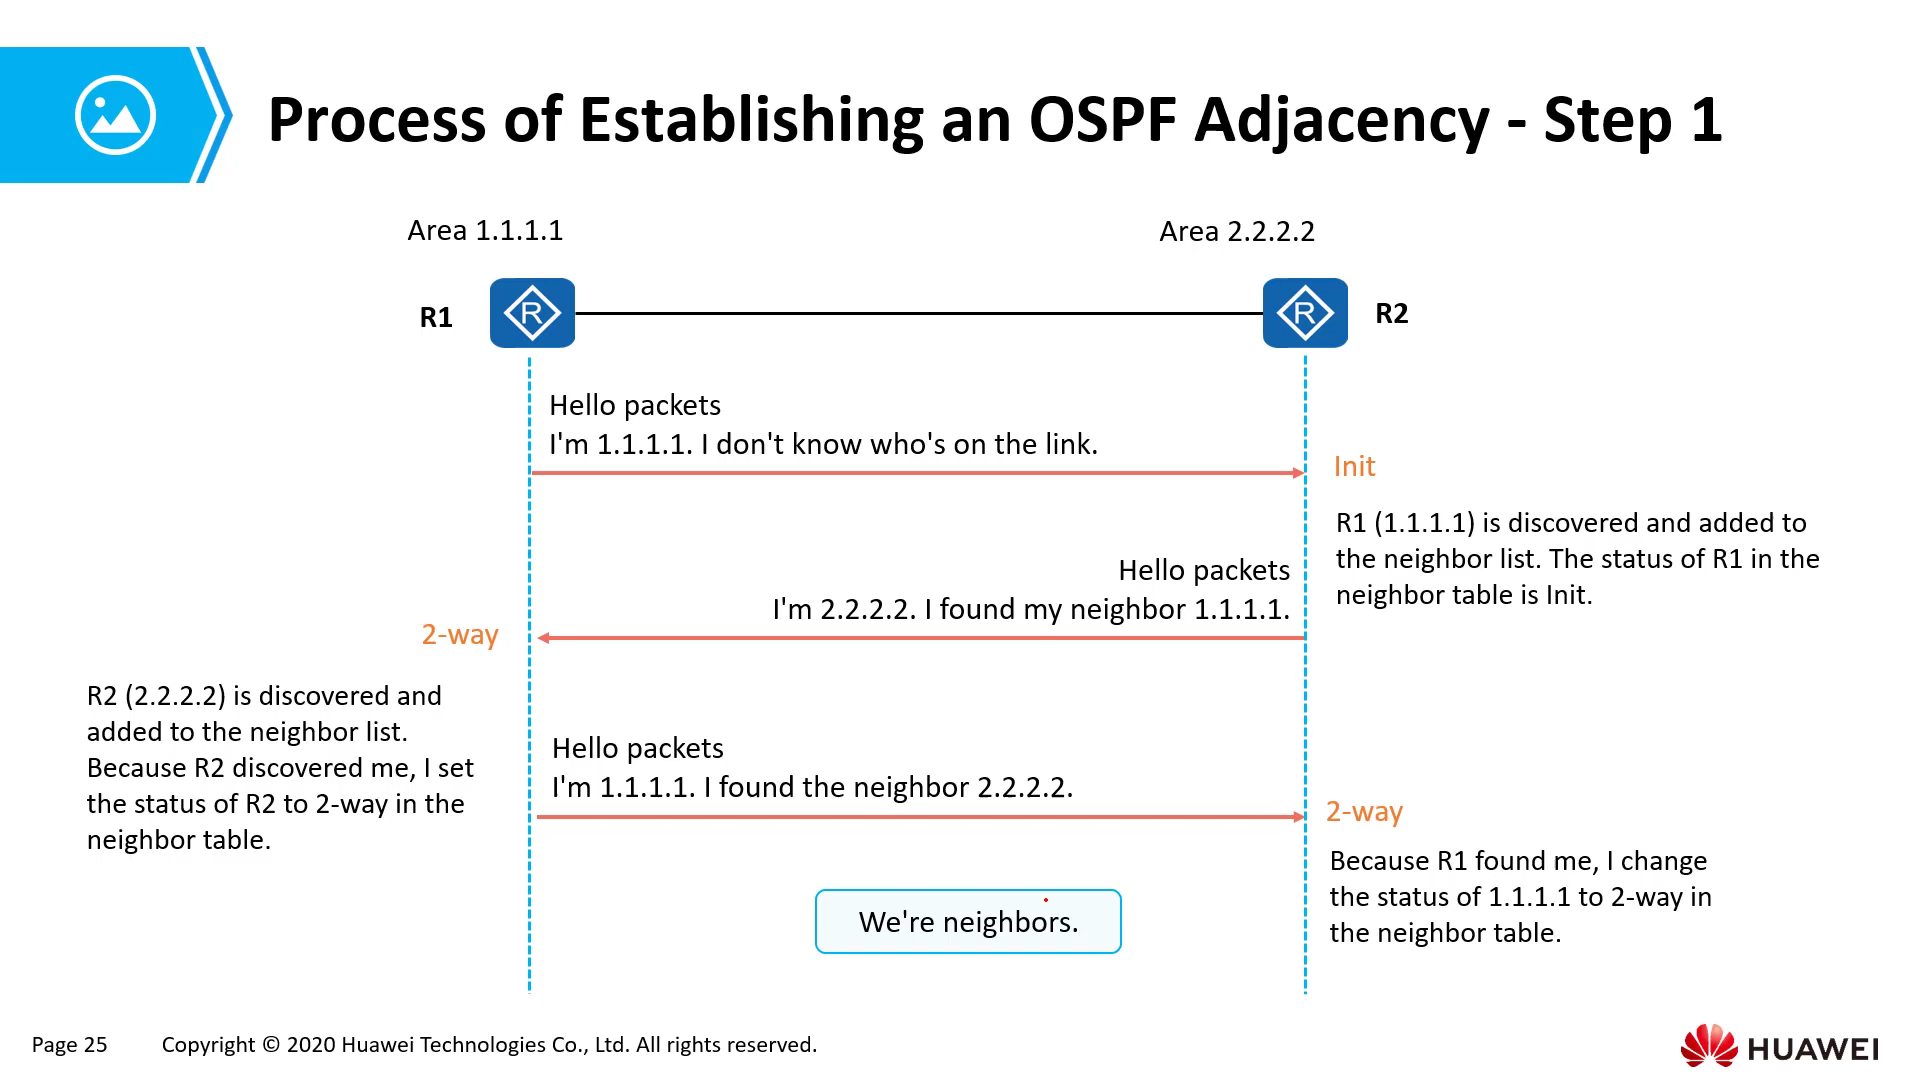 Process of Establishing an OSPF Adjacency - Step 1
Area 1.1.1.1
Area 2.2.2.2
R1
R
R
R2
Hello packets
I'm 1.1.1.1. I don't know who's on the link.
Init
R1 (1.1.1.1) is discovered and added to
the neighbor list. The status of R1 in the
neighbor table is Init.
Hello packets
I'm 2.2.2.2. I found my neighbor 1.1.1.1.
2-way
R2 (2.2.2.2) is discovered and
added to the neighbor list.
Because R2 discovered me, I set
the status of R2 to 2-way in the
neighbor table.
Hello packets
I'm 1.1.1.1. I found the neighbor 2.2.2.2.
2-way
Because R1 found me, I change
the status of 1.1.1.1 to 2-way in
the neighbor table.
We're neighbors.
Page 25
Copyright © 2020 Huawei Technologies Co., Ltd. All rights reserved.
HUAWEI